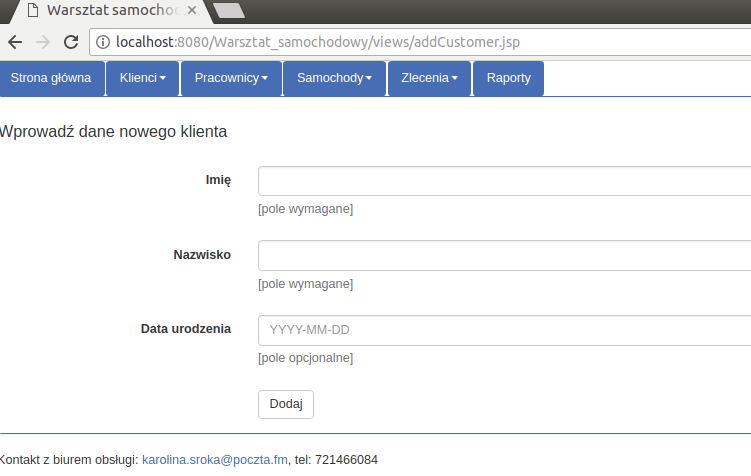 Warsztat samochod
localhost:8080/Warsztat_samochodowy/views/addCustomer.jsp
Strona główna Klienci Pracownicy Samochody Zlecenia Raporty
Wprowadź dane nowego klienta
Imię
[pole wymagane]
Nazwisko
[pole wymagane]
Data urodzenia YYYY-MM-DD
[pole opcjonalne]
Dodaj
Kontakt z biurem obsługi: karolina.sroka@poczta.fm, tel: 721466084